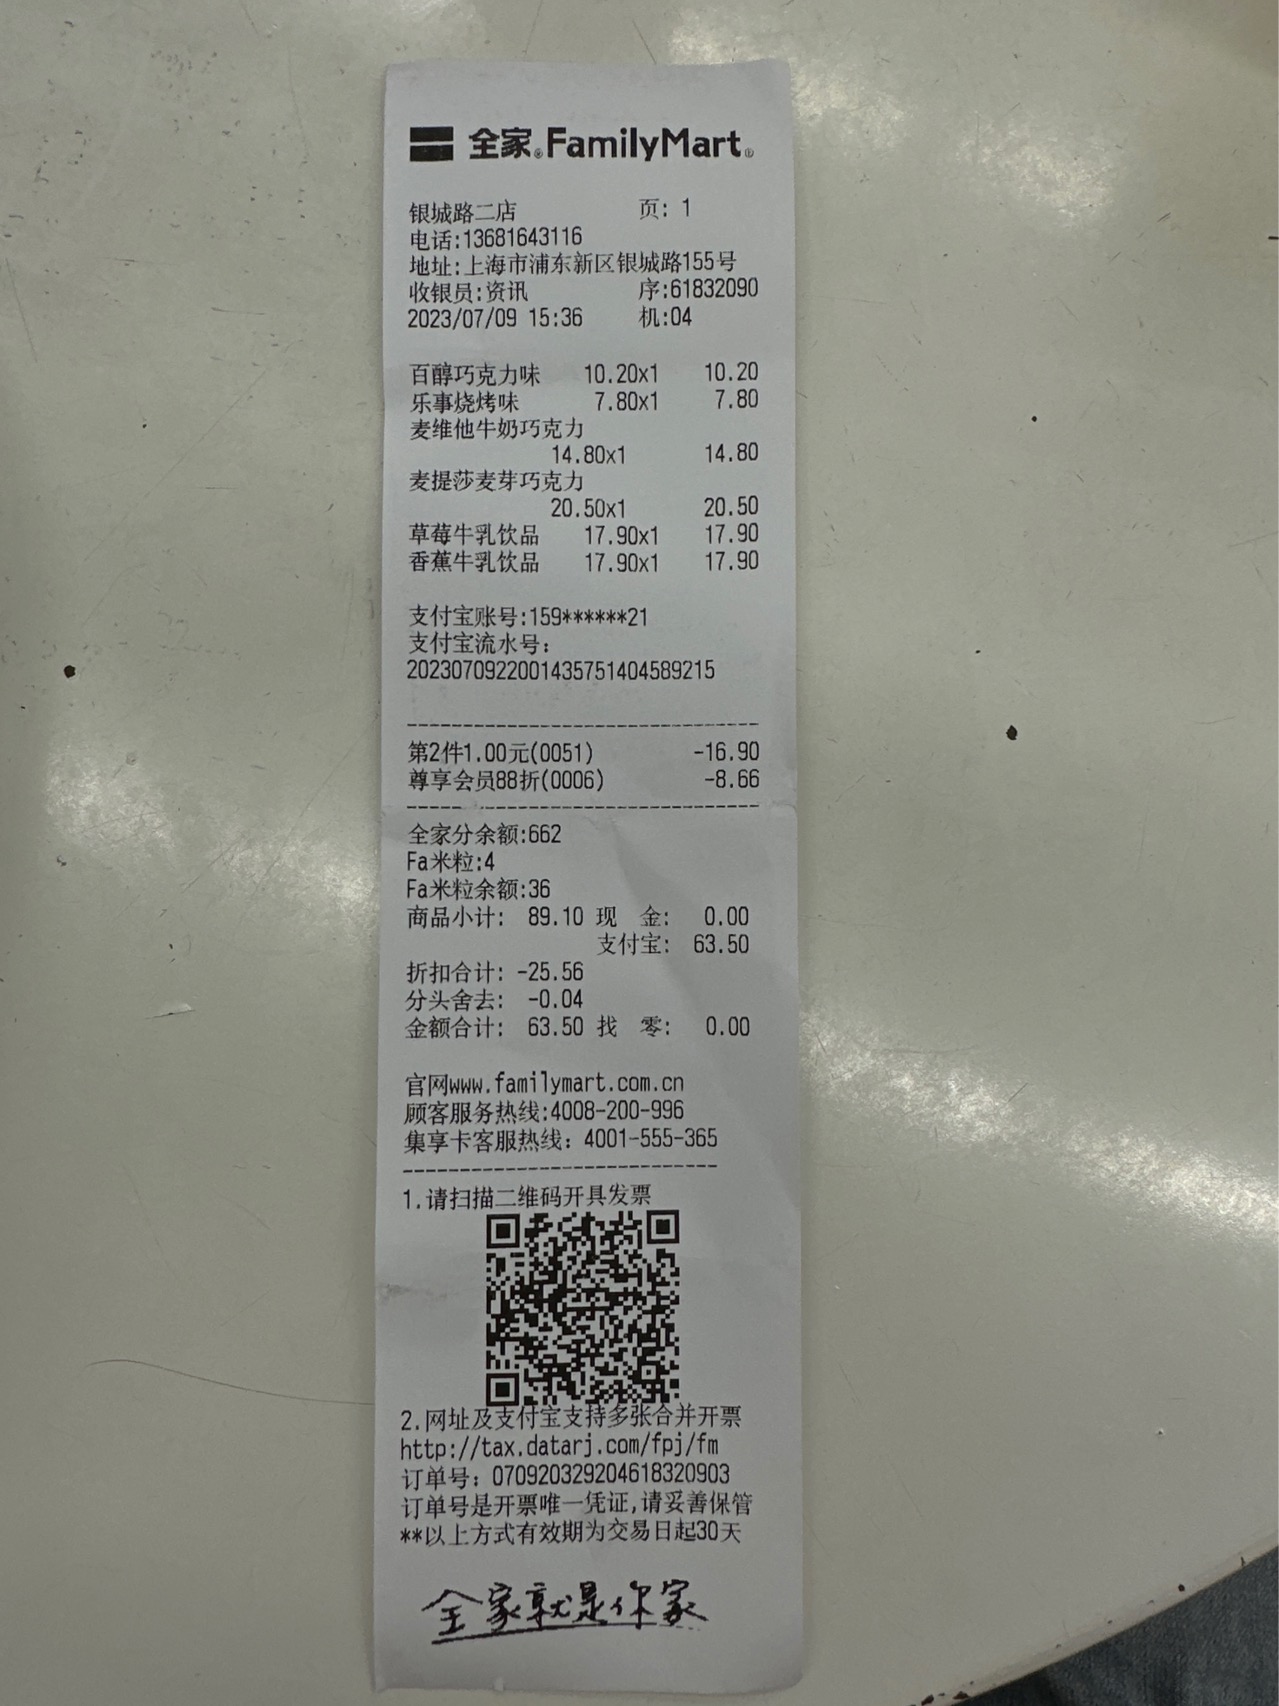 全家® FamilyMart®
银城路二店 页: 1
电话:13681643116
地址:上海市浦东新区银城路155号
收银员:资讯 序:61832090
2023/07/09 15:36 机:04
百醇巧克力味 10.20x1 10.20
乐事烧烤味 7.80x1 7.80
麦维他牛奶巧克力
14.80x1 14.80
麦提莎麦芽巧克力
20.50x1 20.50
草莓牛乳饮品 17.90x1 17.90
香蕉牛乳饮品 17.90x1 17.90
支付宝账号:159******21
支付宝流水号:
2023070922001435751404589215
第2件1.00元(0051) -16.90
尊享会员88折(0006) -8.66
全家分余额:662
Fa米粒:4
Fa米粒余额:36
商品小计: 89.10 现 金: 0.00
支付宝: 63.50
折扣合计: -25.56
分头舍去: -0.04
金额合计: 63.50 找 零: 0.00
官网www.familymart.com.cn
顾客服务热线:4008-200-996
集享卡客服热线: 4001-555-365
1.请扫描二维码开具发票
2.网址及支付宝支持多张合并开票
http://tax.datarj.com/fpj/fm
订单号: 070920329204618320903
订单号是开票唯一凭证,请妥善保管
**以上方式有效期为交易日起30天
全家就是你家